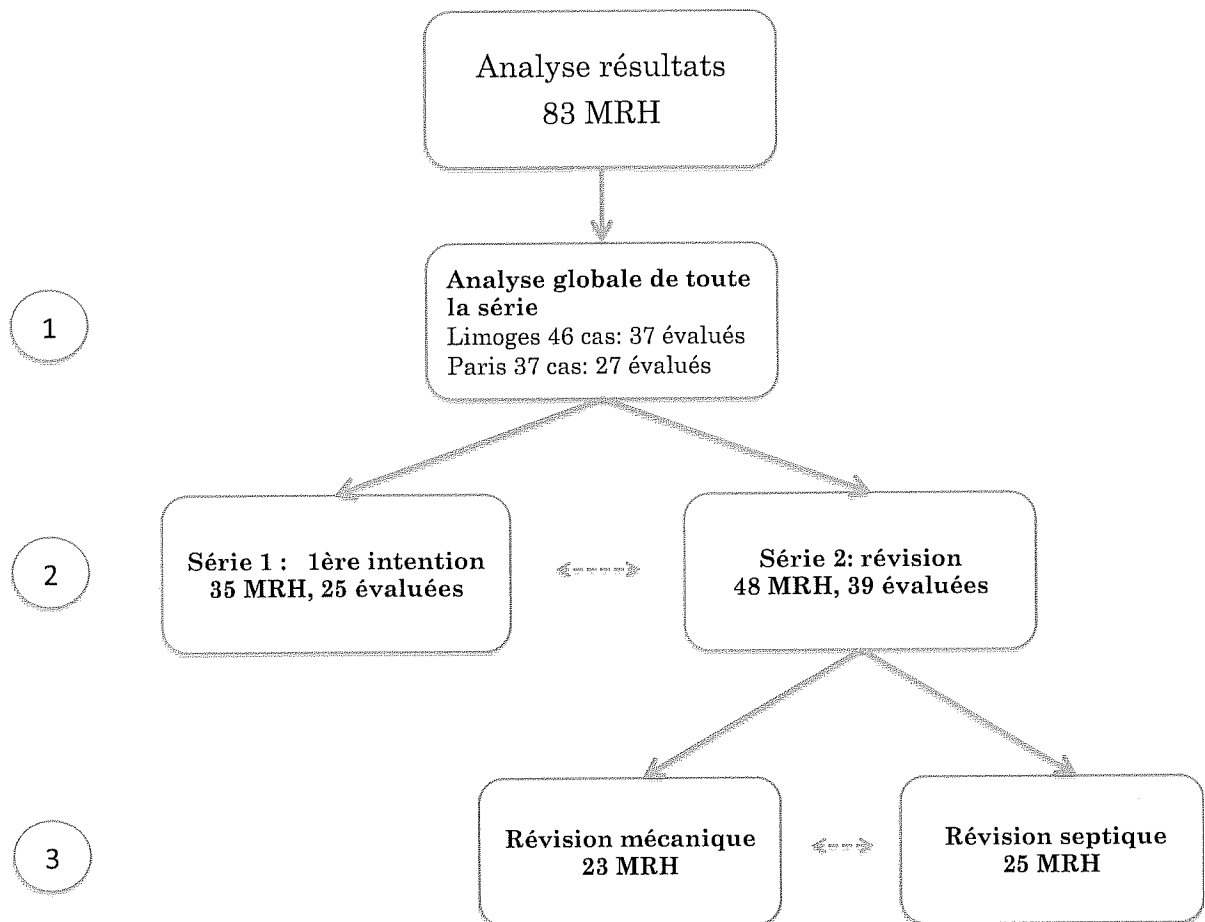 Analyse résultats
83 MRH
1
Analyse globale de toute
la série
Limoges 46 cas: 37 évalués
Paris 37 cas: 27 évalués
2
Série 1 : 1ère intention
35 MRH, 25 évaluées
Série 2: révision
48 MRH, 39 évaluées
3
Révision mécanique
23 MRH
Révision septique
25 MRH